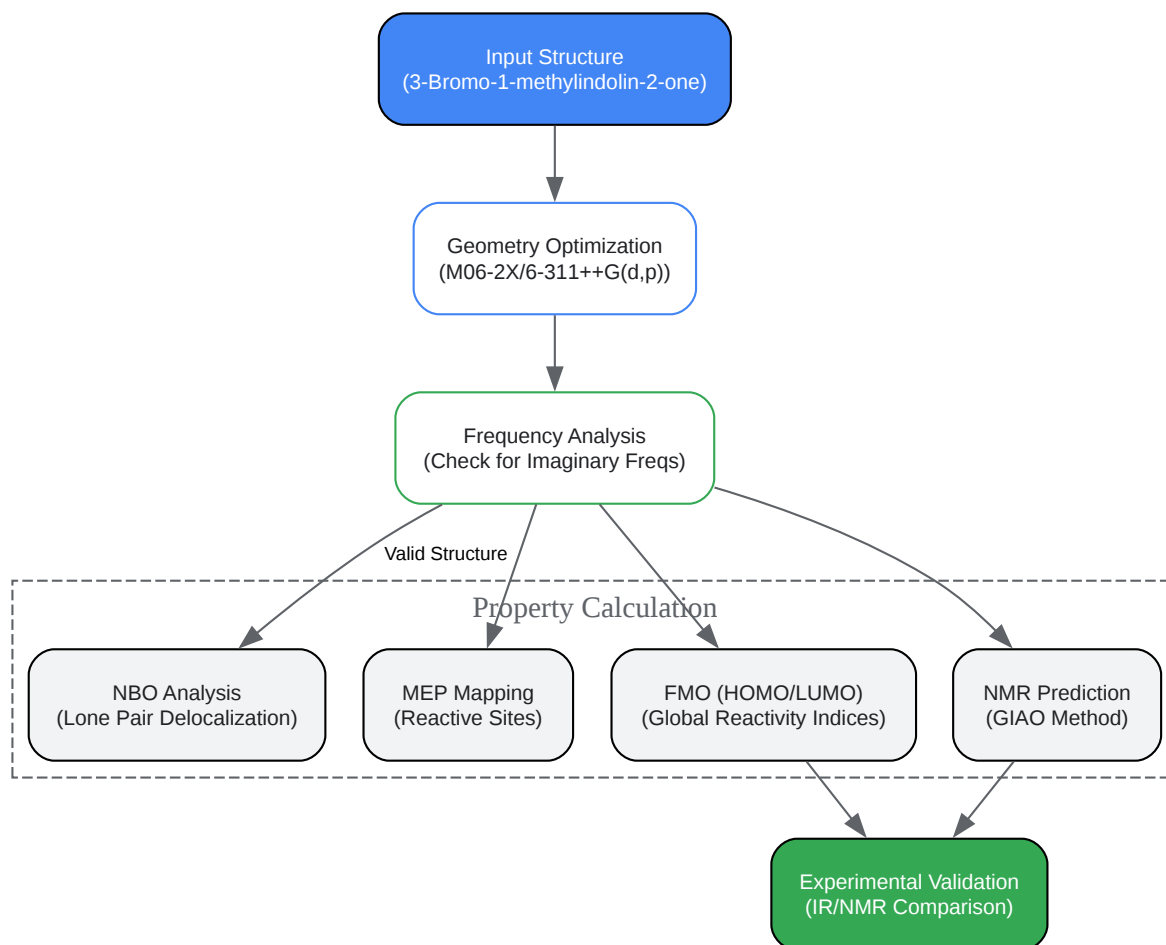 Input Structure
(3-Bromo-1-methylindolin-2-one)
Geometry Optimization
(M06-2X/6-311++G(d,p))
Frequency Analysis
(Check for Imaginary Freqs)
Valid Structure
Property Calculation
NBO Analysis
(Lone Pair Delocalization)
MEP Mapping
(Reactive Sites)
FMO (HOMO/LUMO)
(Global Reactivity Indices)
NMR Prediction
(GIAO Method)
Experimental Validation
(IR/NMR Comparison)